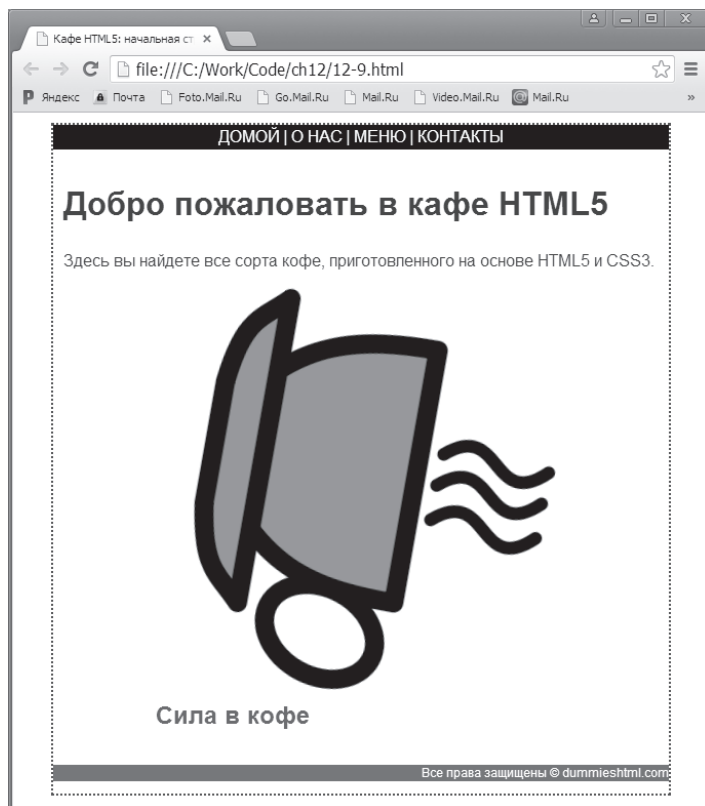 Кафе HTML5: начальная ст
file:///C:/Work/Code/ch12/12-9.html
Яндекс Почта Foto.Mail.Ru Go.Mail.Ru Mail.Ru Video.Mail.Ru Mail.Ru
ДОМОЙ | О НАС | МЕНЮ | КОНТАКТЫ
Добро пожаловать в кафе HTML5
Здесь вы найдете все сорта кофе, приготовленного на основе HTML5 и CSS3.
Сила в кофе
Все права защищены © dummieshtml.com